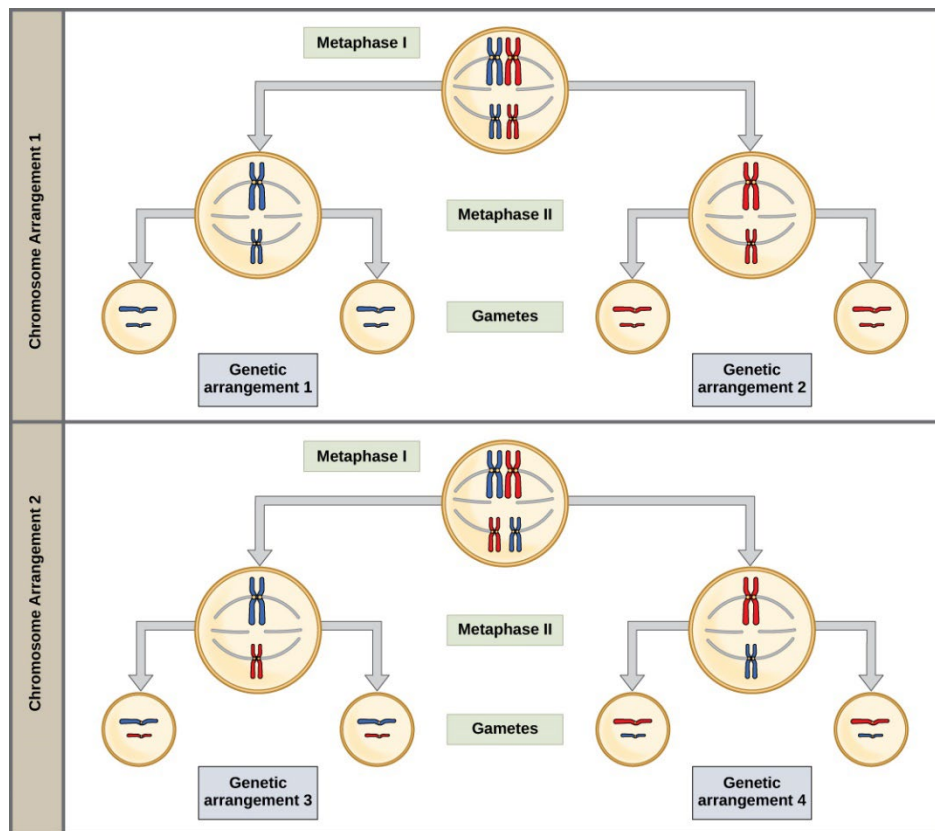 Chromosome Arrangement 1
Metaphase I
Metaphase II
Gametes
Genetic
arrangement 1
Genetic
arrangement 2
Chromosome Arrangement 2
Metaphase I
Metaphase II
Gametes
Genetic
arrangement 3
Genetic
arrangement 4